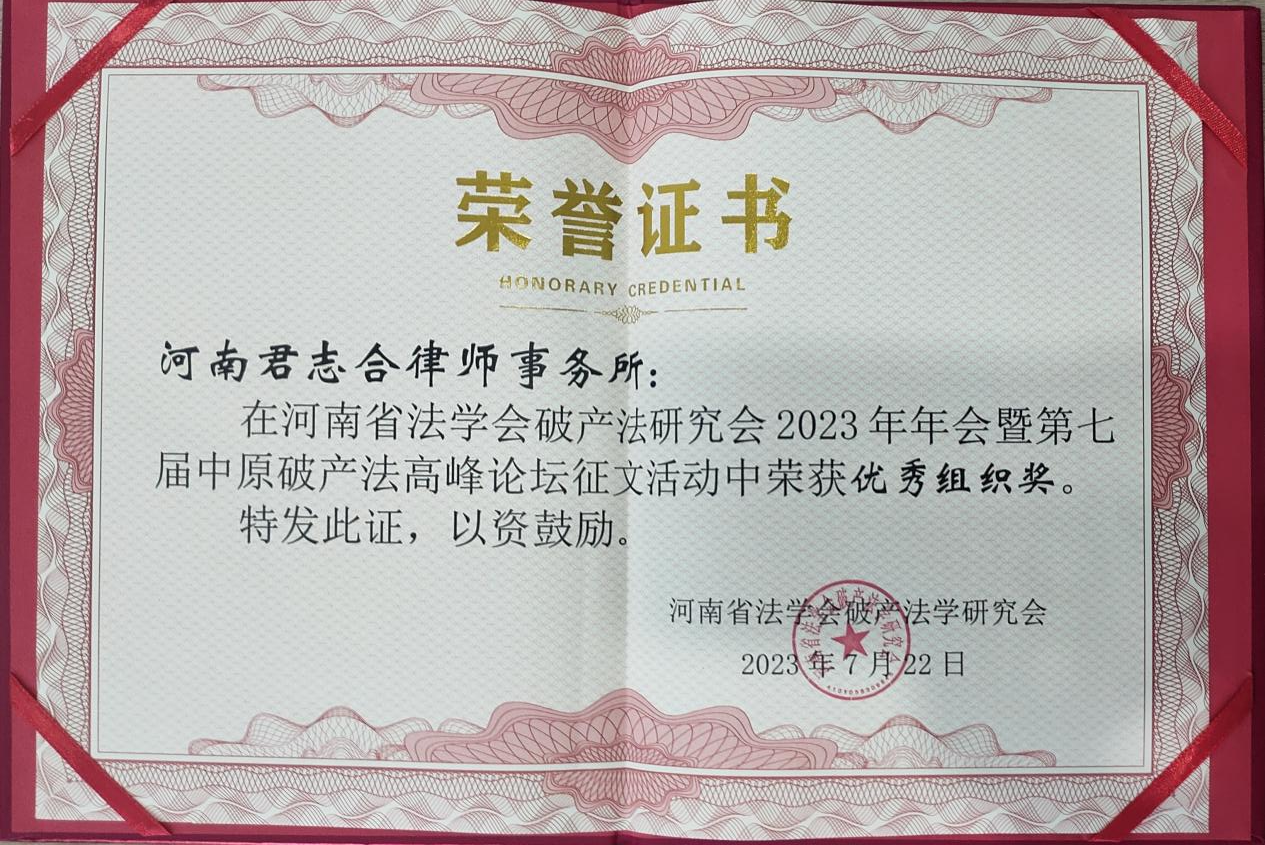 荣誉证书
HONORARY CREDENTIAL
河南君志合律师事务所：
在河南省法学会破产法研究会2023年年会暨第七
届中原破产法高峰论坛征文活动中荣获优秀组织奖。
特发此证，以资鼓励。
河南省法学会破产法学研究会
2023年7月22日